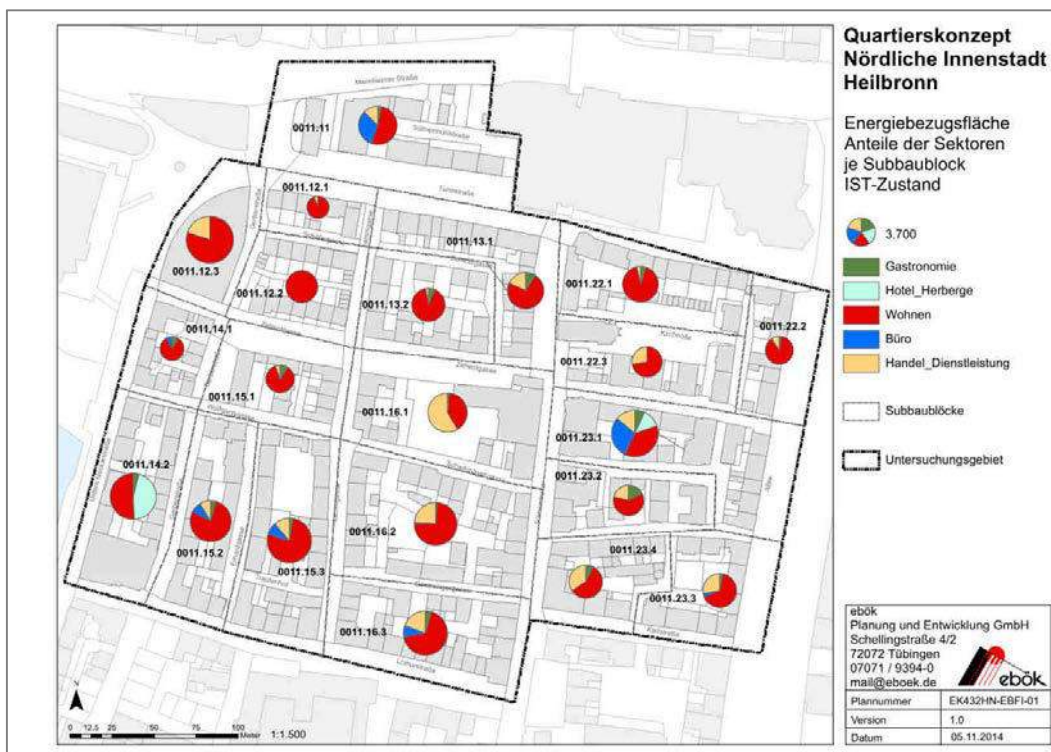 Quartierskonzept
Nördliche Innenstadt
Heilbronn
Energiebezugsfläche
Anteile der Sektoren
je Subbaublock
IST-Zustand
3.700
Gastronomie
Hotel_Herberge
Wohnen
Büro
Handel_Dienstleistung
Subbaublöcke
Untersuchungsgebiet
Mannheimer Straße
0011.11
0011.12.1
Turmstraße
0011.13.1
0011.12.3
0011.12.2
0011.13.2
0011.22.1
0011.22.2
0011.14.1
0011.22.3
0011.15.1
0011.16.1
Zehentgasse
0011.23.1
0011.23.2
0011.14.2
0011.16.2
0011.15.2
0011.15.3
0011.23.4
0011.23.3
0011.16.3
Lohtorstraße
N
0 12.5 25 50 75 100
Meter 1:1.500
ebök
Planung und Entwicklung GmbH
Schellingstraße 4/2
72072 Tübingen
07071 / 9394-0
mail@eboek.de
ebök
Plannummer EK432HN-EBFI-01
Version 1.0
Datum 05.11.2014